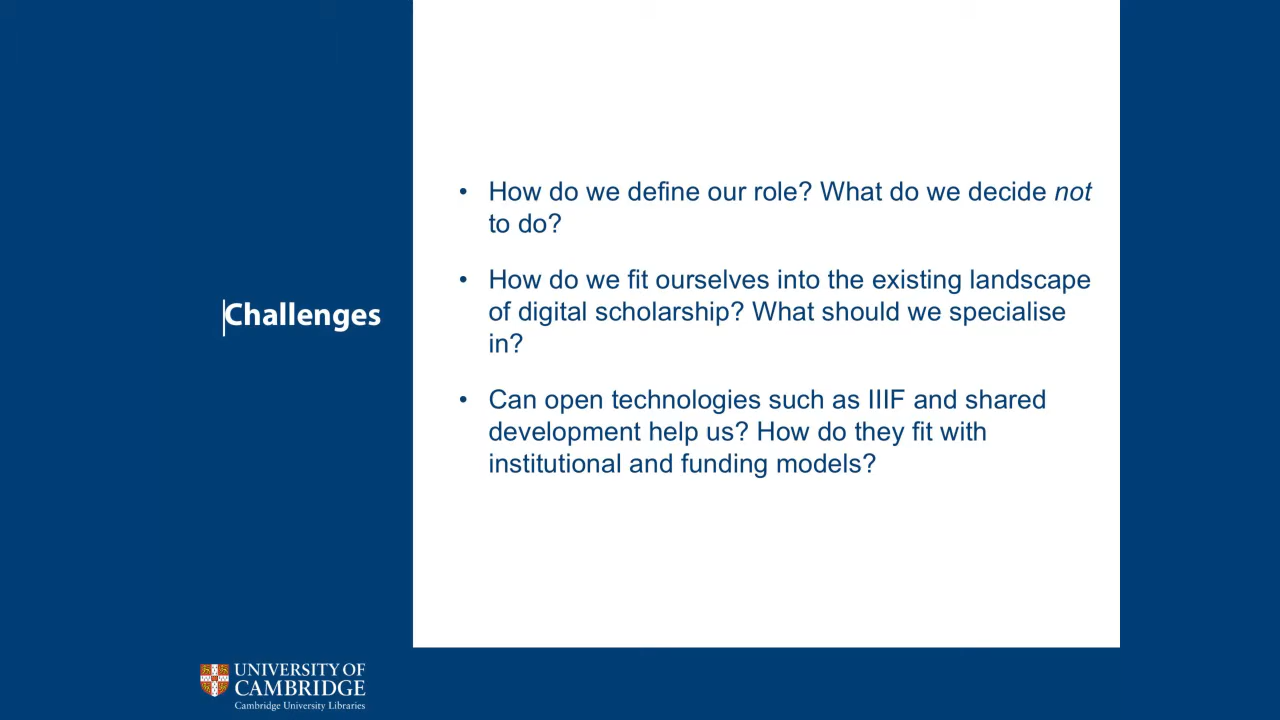 Challenges
• How do we define our role? What do we decide not
to do?
• How do we fit ourselves into the existing landscape
of digital scholarship? What should we specialise
in?
• Can open technologies such as IIIF and shared
development help us? How do they fit with
institutional and funding models?
UNIVERSITY OF
CAMBRIDGE
Cambridge University Libraries